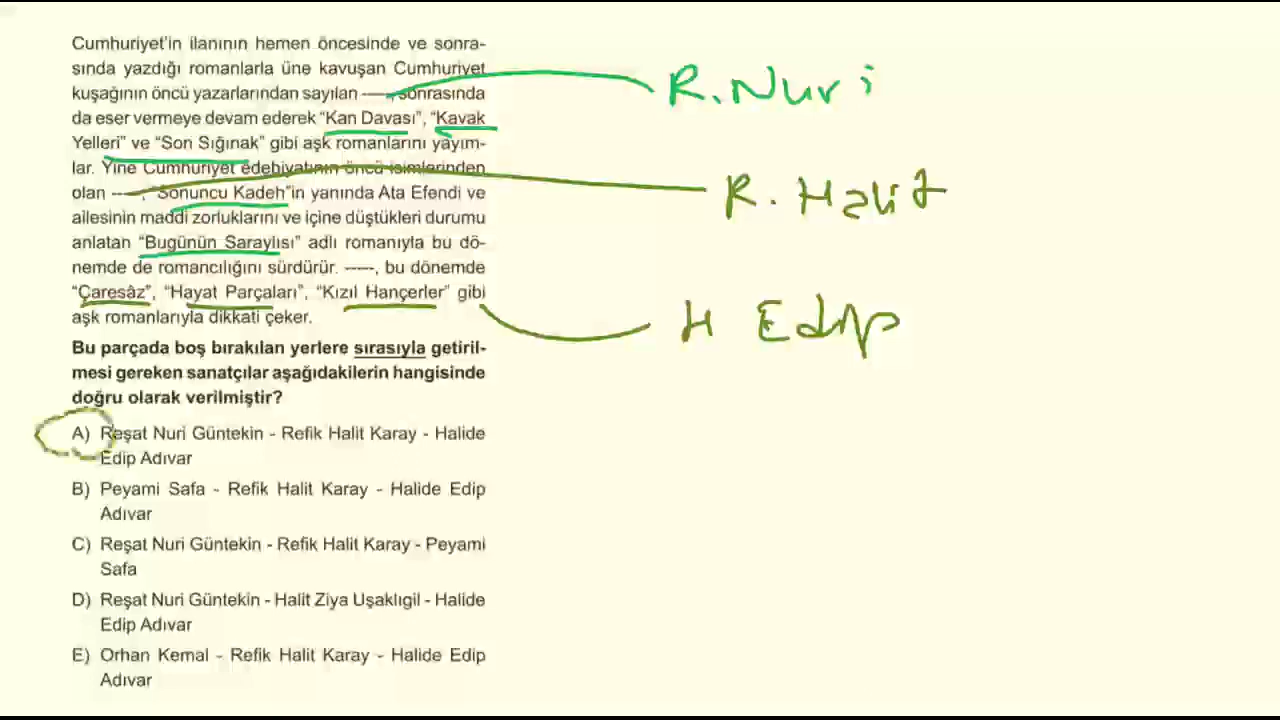 Cumhuriyet'in ilanının hemen öncesinde ve sonra-
sında yazdığı romanlarla üne kavuşan Cumhuriyet
kuşağının öncü yazarlarından sayılan -----, sonrasında
da eser vermeye devam ederek "Kan Davası", "Kavak
Yelleri" ve "Son Sığınak" gibi aşk romanlarını yayım-
lar. Yine Cumhuriyet edebiyatının öncü isimlerinden
olan -----, "Sonuncu Kadeh"in yanında Ata Efendi ve
ailesinin maddi zorluklarını ve içine düştükleri durumu
anlatan "Bugünün Saraylısı" adlı romanıyla bu dö-
nemde de romancılığını sürdürür. -----, bu dönemde
"Çaresâz", "Hayat Parçaları", "Kızıl Hançerler" gibi
aşk romanlarıyla dikkati çeker.
Bu parçada boş bırakılan yerlere sırasıyla getiril-
mesi gereken sanatçılar aşağıdakilerin hangisinde
doğru olarak verilmiştir?
A) Reşat Nuri Güntekin - Refik Halit Karay - Halide
Edip Adıvar
B) Peyami Safa - Refik Halit Karay - Halide Edip
Adıvar
C) Reşat Nuri Güntekin - Refik Halit Karay - Peyami
Safa
D) Reşat Nuri Güntekin - Halit Ziya Uşaklıgil - Halide
Edip Adıvar
E) Orhan Kemal - Refik Halit Karay - Halide Edip
Adıvar
R. Nuri
R. Halit
H Edip